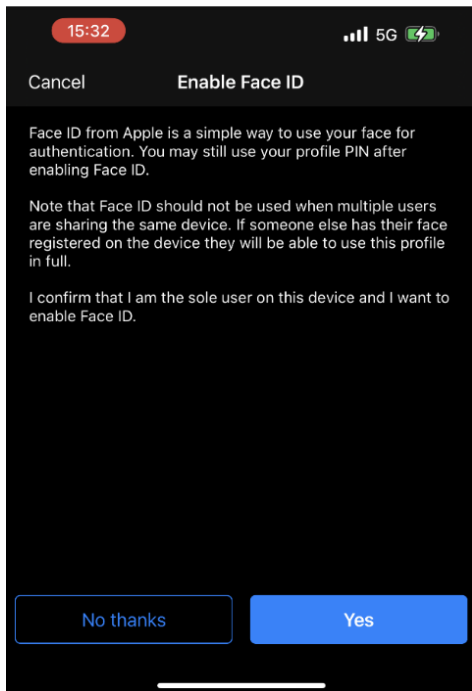 15:32
5G
Cancel
Enable Face ID
Face ID from Apple is a simple way to use your face for
authentication. You may still use your profile PIN after
enabling Face ID.
Note that Face ID should not be used when multiple users
are sharing the same device. If someone else has their face
registered on the device they will be able to use this profile
in full.
I confirm that I am the sole user on this device and I want to
enable Face ID.
No thanks
Yes